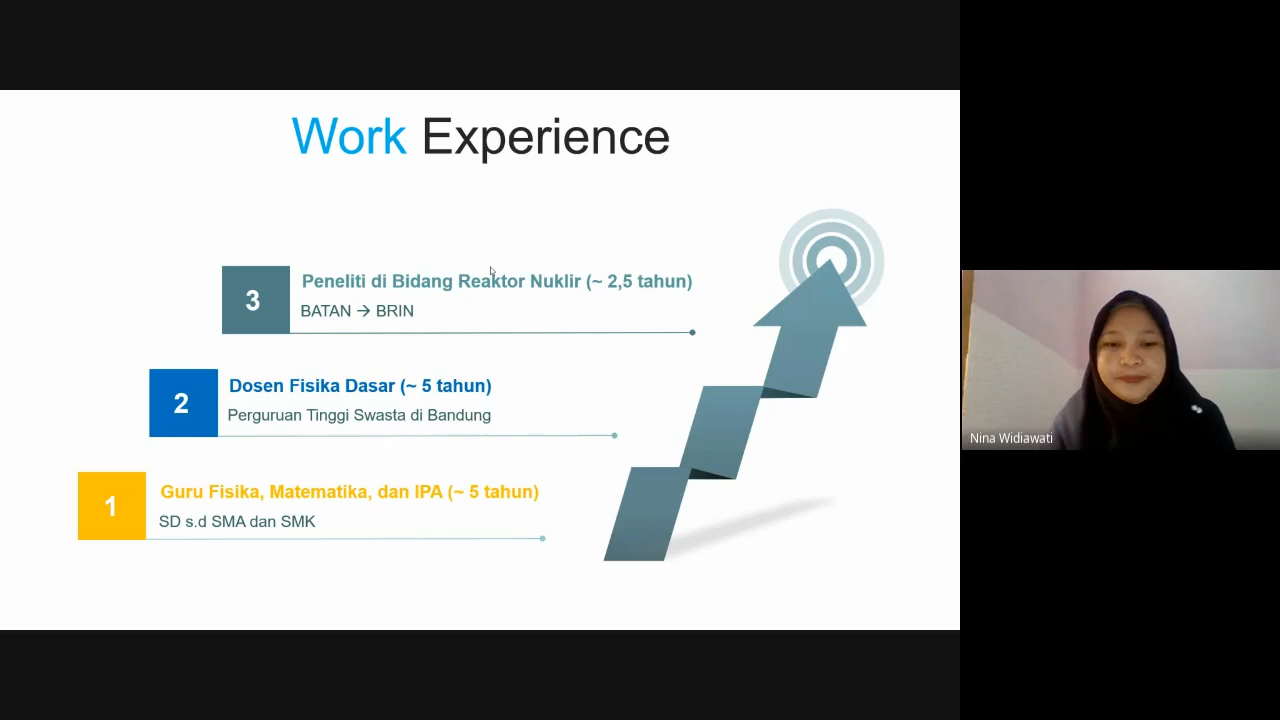 Work Experience
3
Peneliti di Bidang Reaktor Nuklir (~ 2,5 tahun)
BATAN → BRIN
2
Dosen Fisika Dasar (~ 5 tahun)
Perguruan Tinggi Swasta di Bandung
1
Guru Fisika, Matematika, dan IPA (~ 5 tahun)
SD s.d SMA dan SMK
Nina Widiawati